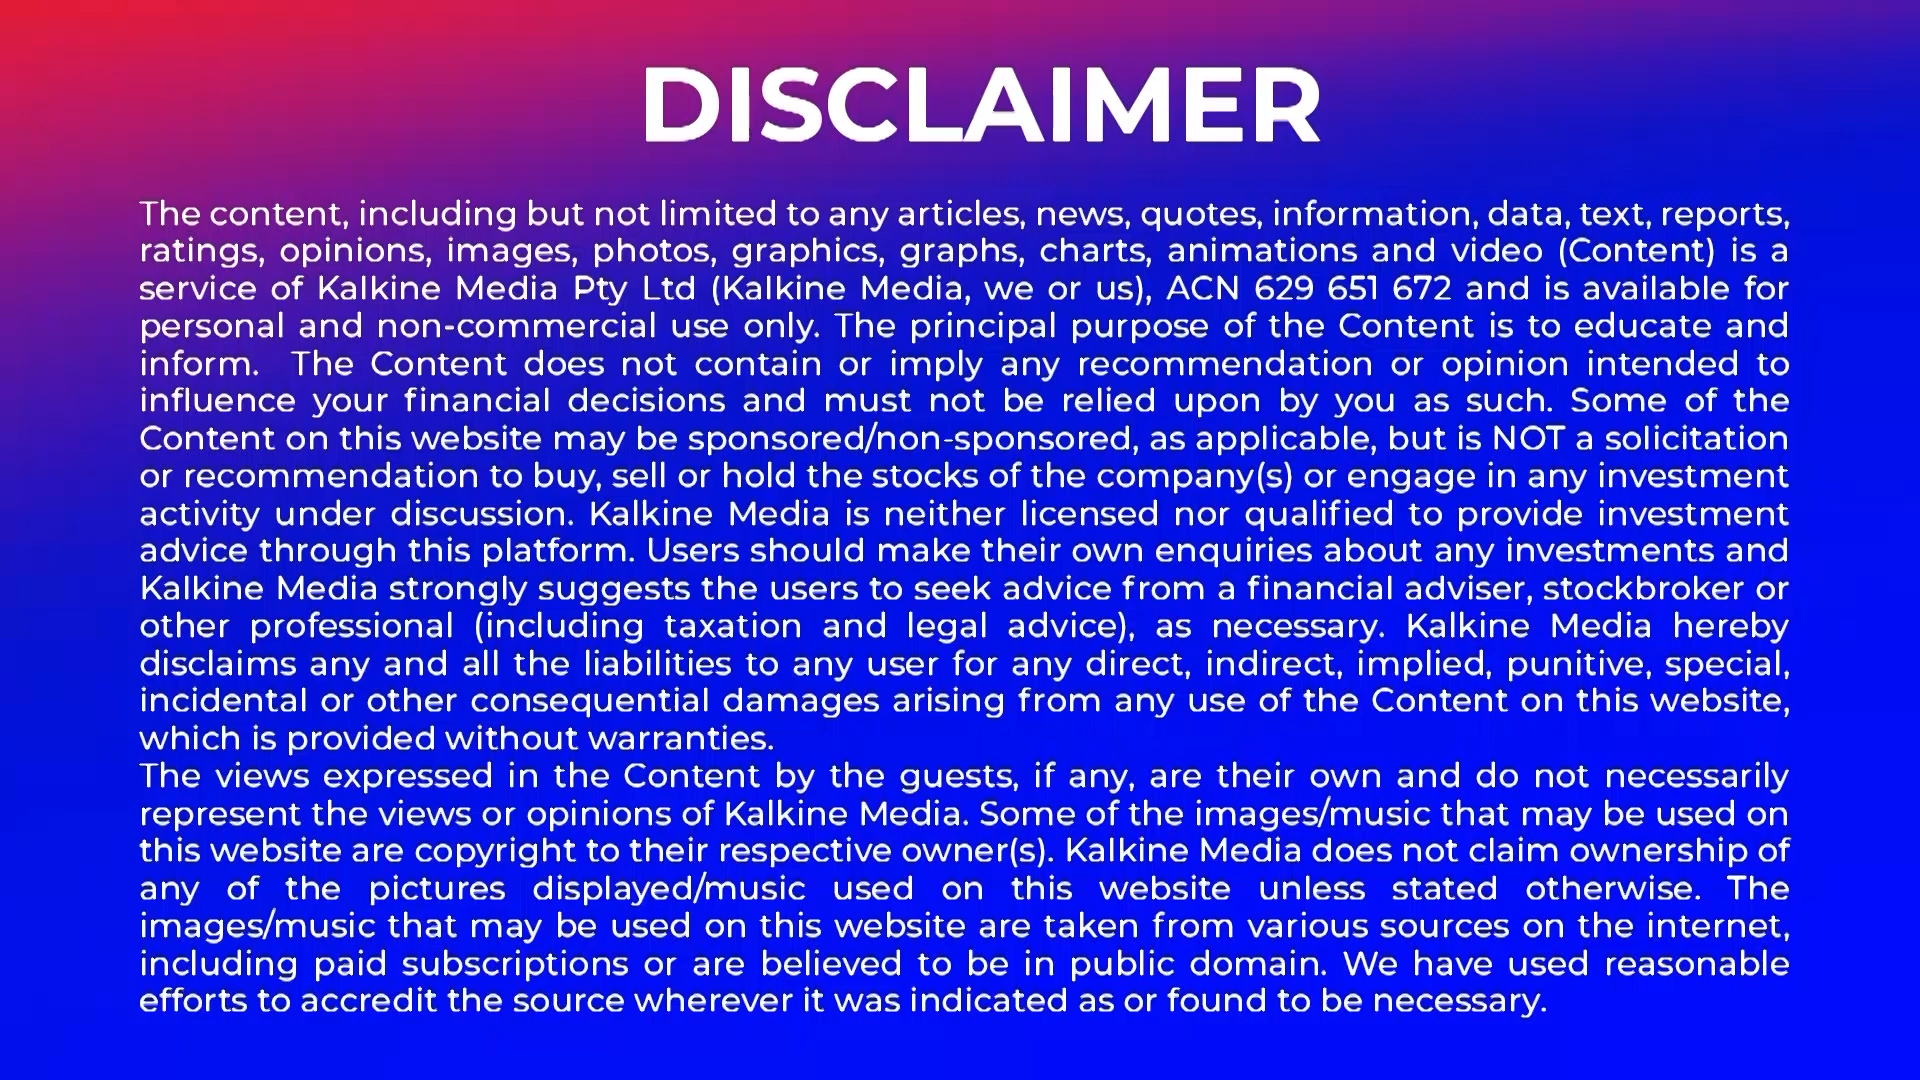 DISCLAIMER
The content, including but not limited to any articles, news, quotes, information, data, text, reports,
ratings, opinions, images, photos, graphics, graphs, charts, animations and video (Content) is a
service of Kalkine Media Pty Ltd (Kalkine Media, we or us), ACN 629 651 672 and is available for
personal and non-commercial use only. The principal purpose of the Content is to educate and
inform.  The Content does not contain or imply any recommendation or opinion intended to
influence your financial decisions and must not be relied upon by you as such. Some of the
Content on this website may be sponsored/non-sponsored, as applicable, but is NOT a solicitation
or recommendation to buy, sell or hold the stocks of the company(s) or engage in any investment
activity under discussion. Kalkine Media is neither licensed nor qualified to provide investment
advice through this platform. Users should make their own enquiries about any investments and
Kalkine Media strongly suggests the users to seek advice from a financial adviser, stockbroker or
other professional (including taxation and legal advice), as necessary. Kalkine Media hereby
disclaims any and all the liabilities to any user for any direct, indirect, implied, punitive, special,
incidental or other consequential damages arising from any use of the Content on this website,
which is provided without warranties.
The views expressed in the Content by the guests, if any, are their own and do not necessarily
represent the views or opinions of Kalkine Media. Some of the images/music that may be used on
this website are copyright to their respective owner(s). Kalkine Media does not claim ownership of
any of the pictures displayed/music used on this website unless stated otherwise. The
images/music that may be used on this website are taken from various sources on the internet,
including paid subscriptions or are believed to be in public domain. We have used reasonable
efforts to accredit the source wherever it was indicated as or found to be necessary.